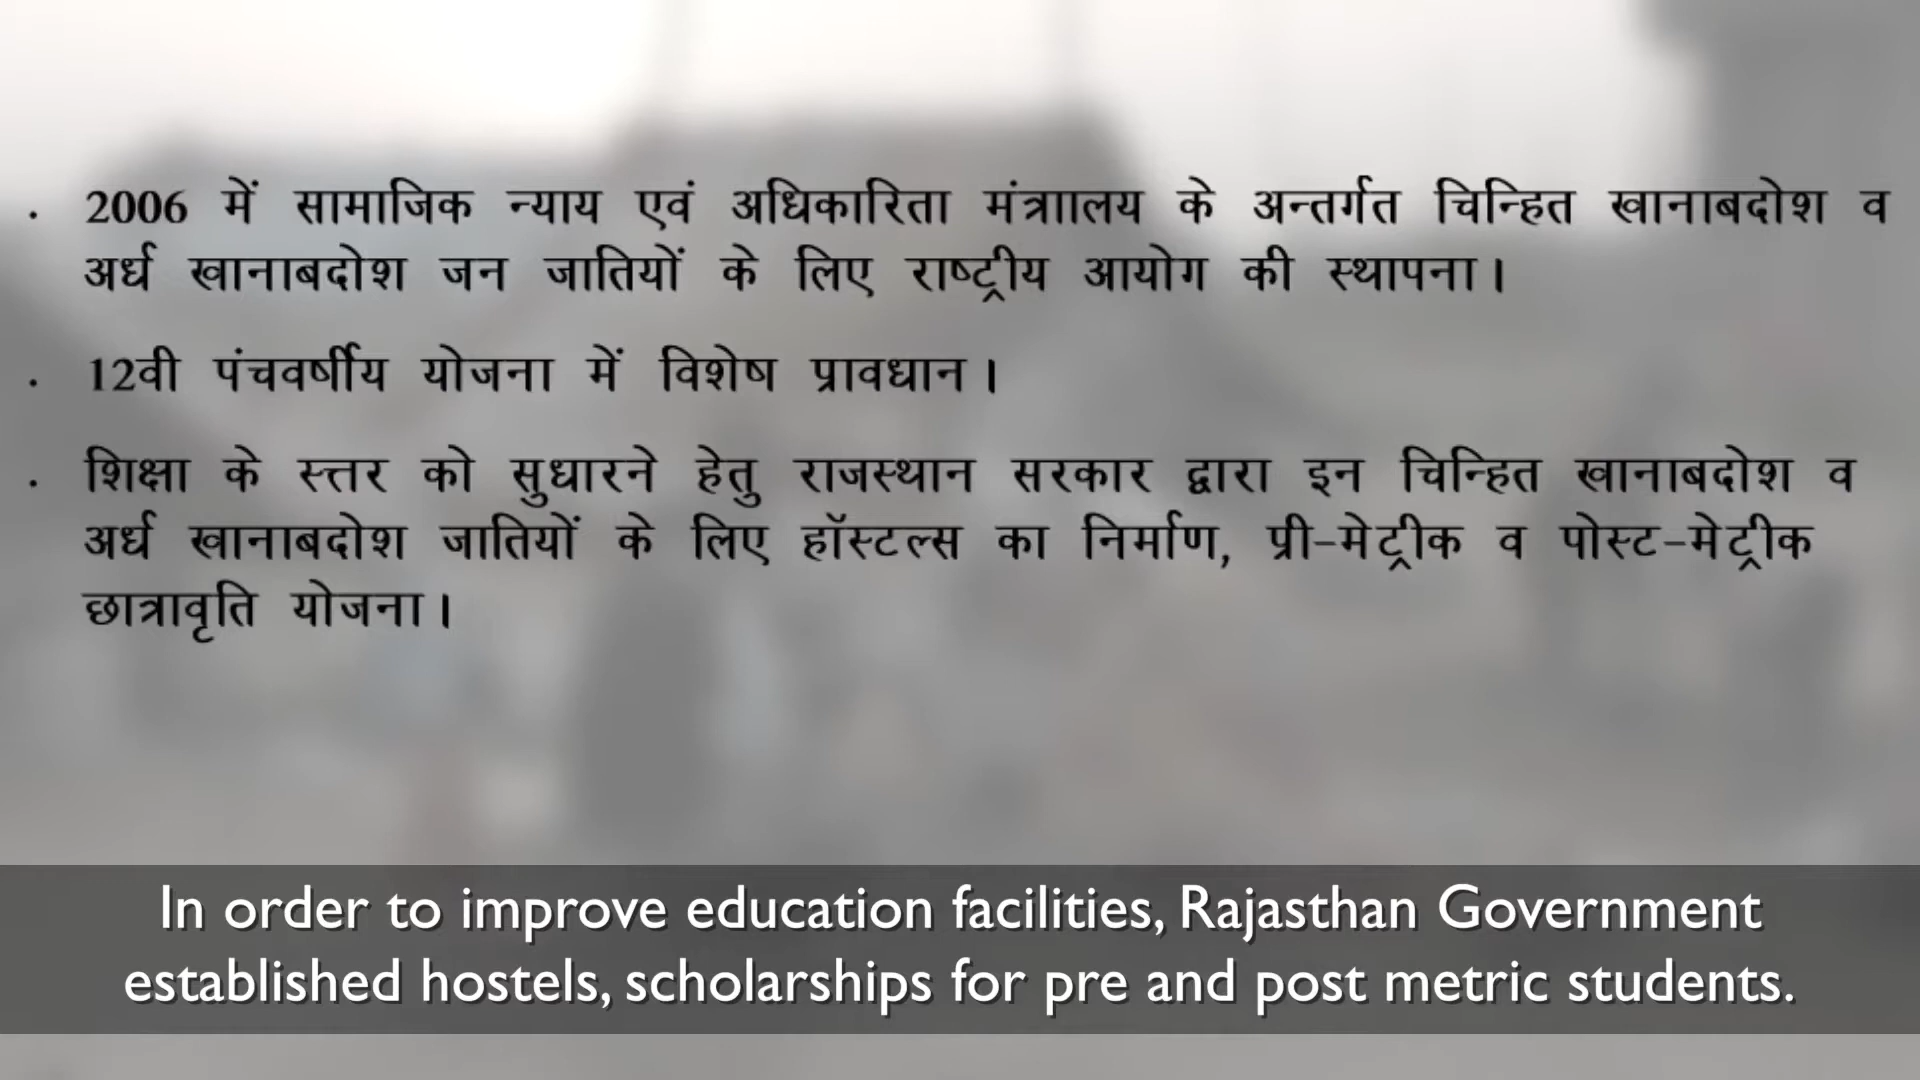 . 2006 में सामाजिक न्याय एवं अधिकारिता मंत्राालय के अन्तर्गत चिन्हित खानाबदोश व
अर्ध खानाबदोश जन जातियों के लिए राष्ट्रीय आयोग की स्थापना।
. 12वी पंचवर्षीय योजना में विशेष प्रावधान।
. शिक्षा के स्त्तर को सुधारने हेतु राजस्थान सरकार द्वारा इन चिन्हित खानाबदोश व
अर्ध खानाबदोश जातियों के लिए हॉस्टल्स का निर्माण, प्री-मेट्रीक व पोस्ट-मेट्रीक
छात्रावृति योजना।
In order to improve education facilities, Rajasthan Government
established hostels, scholarships for pre and post metric students.